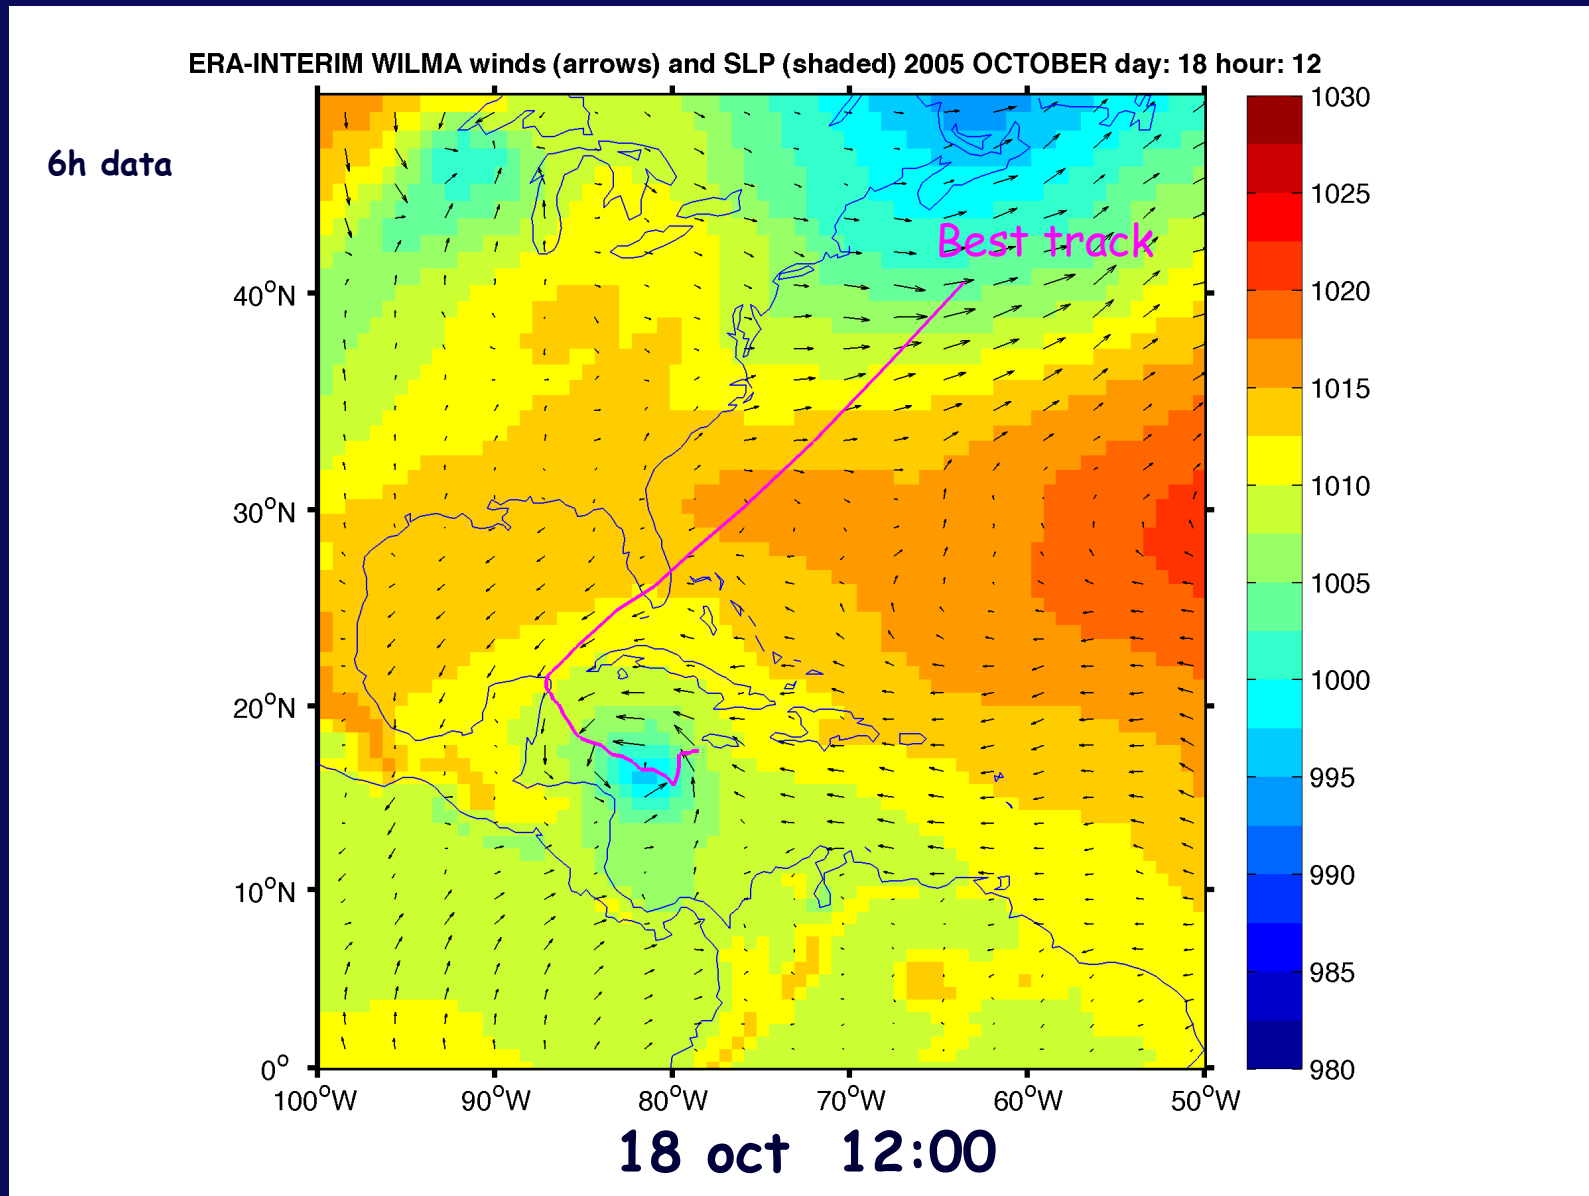 ERA-INTERIM WILMA winds (arrows) and SLP (shaded) 2005 OCTOBER day: 18 hour: 12
6h data
Best track
40°N
30°N
20°N
10°N
0°
100°W 90°W 80°W 70°W 60°W 50°W
1030
1025
1020
1015
1010
1005
1000
995
990
985
980
18 oct 12:00